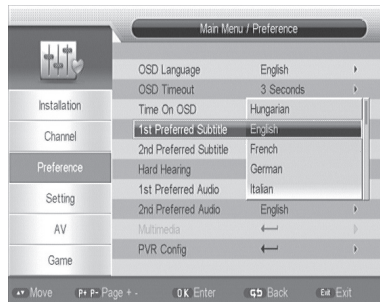 Main Menu / Preference
Installation
Channel
Preference
Setting
AV
Game
OSD Language English
OSD Timeout 3 Seconds
Time On OSD Hungarian
1st Preferred Subtitle English
2nd Preferred Subtitle French
Hard Hearing German
1st Preferred Audio Italian
2nd Preferred Audio English
Multimedia
PVR Config
Move P+ P- Page + - OK Enter Back Exit Exit